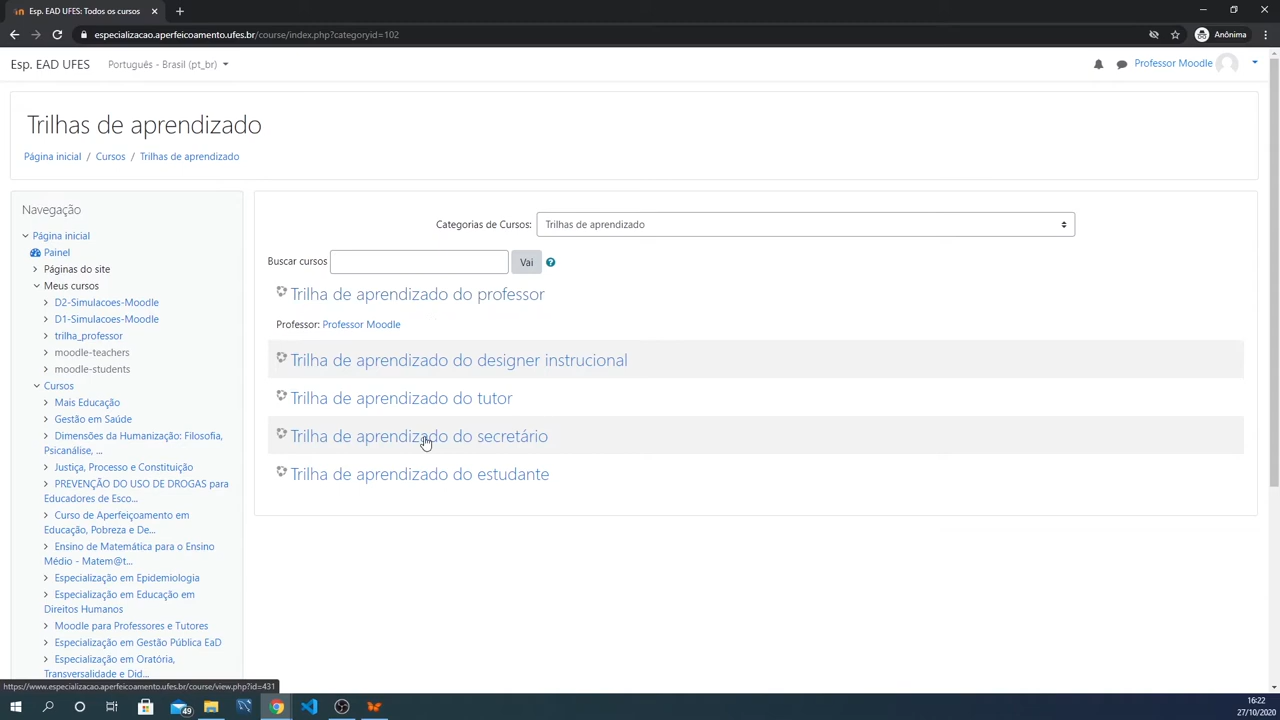 Esp. EAD UFES: Todos os cursos
especializacao.aperfeicoamento.ufes.br/course/index.php?categoryid=102
Anônima
Esp. EAD UFES
Português - Brasil (pt_br)
Professor Moodle
Trilhas de aprendizado
Página inicial / Cursos / Trilhas de aprendizado
Navegação
Página inicial
Painel
Páginas do site
Meus cursos
D2-Simulacoes-Moodle
D1-Simulacoes-Moodle
trilha_professor
moodle-teachers
moodle-students
Cursos
Mais Educação
Gestão em Saúde
Dimensões da Humanização: Filosofia,
Psicanálise, ...
Justiça, Processo e Constituição
PREVENÇÃO DO USO DE DROGAS para
Educadores de Esco...
Curso de Aperfeiçoamento em
Educação, Pobreza e De...
Ensino de Matemática para o Ensino
Médio - Matem@t...
Especialização em Epidemiologia
Especialização em Educação em
Direitos Humanos
Moodle para Professores e Tutores
Especialização em Gestão Pública EaD
Especialização em Oratória,
Transversalidade e Did...
Categorias de Cursos: Trilhas de aprendizado
Buscar cursos
Vai
Trilha de aprendizado do professor
Professor: Professor Moodle
Trilha de aprendizado do designer instrucional
Trilha de aprendizado do tutor
Trilha de aprendizado do secretário
Trilha de aprendizado do estudante
https://www.especializacao.aperfeicoamento.ufes.br/course/view.php?id=431
49
16:22
27/10/2020